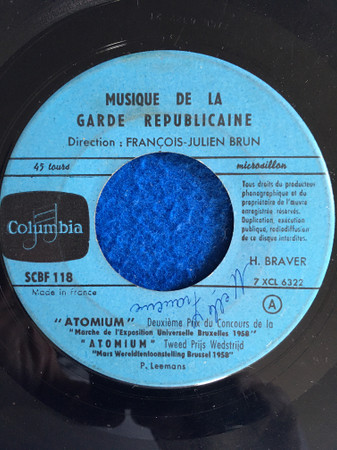 MUSIQUE DE LA
GARDE REPUBLICAINE
Direction : FRANÇOIS-JULIEN BRUN
45 tours
microsillon
Tous droits du producteur
phonographique et du
propriétaire de l'œuvre
enregistrée réservés.
Duplication, exécution
publique, radiodiffusion
de ce disque interdites.
Columbia
SCBF 118
Made in France
H. BRAVER
7 XCL 6322
A
"ATOMIUM" Deuxième Prix du Concours de la
"Marche de l'Exposition Universelle Bruxelles 1958"
"ATOMIUM" Tweed Prijs Wedstrijd
"Mars Wereldtentoonstelling Brussel 1958"
P. Leemans